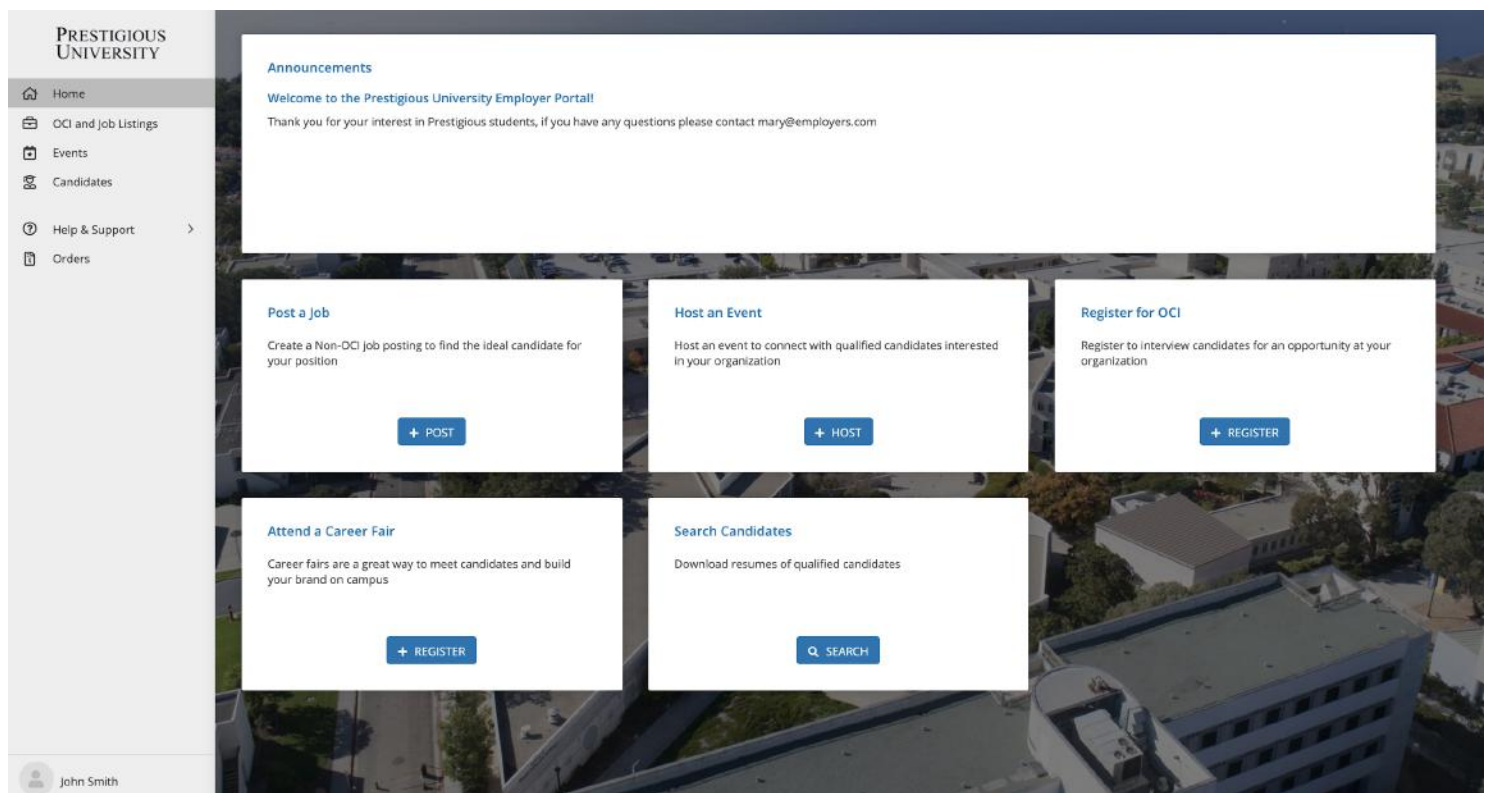 PRESTIGIOUS
UNIVERSITY
Home
OCI and Job Listings
Events
Candidates
Help & Support
Orders
John Smith
Announcements
Welcome to the Prestigious University Employer Portal!
Thank you for your interest in Prestigious students, if you have any questions please contact mary@employers.com
Post a Job
Create a Non-OCI job posting to find the ideal candidate for
your position
+ POST
Host an Event
Host an event to connect with qualified candidates interested
in your organization
+ HOST
Register for OCI
Register to interview candidates for an opportunity at your
organization
+ REGISTER
Attend a Career Fair
Career fairs are a great way to meet candidates and build
your brand on campus
+ REGISTER
Search Candidates
Download resumes of qualified candidates
SEARCH